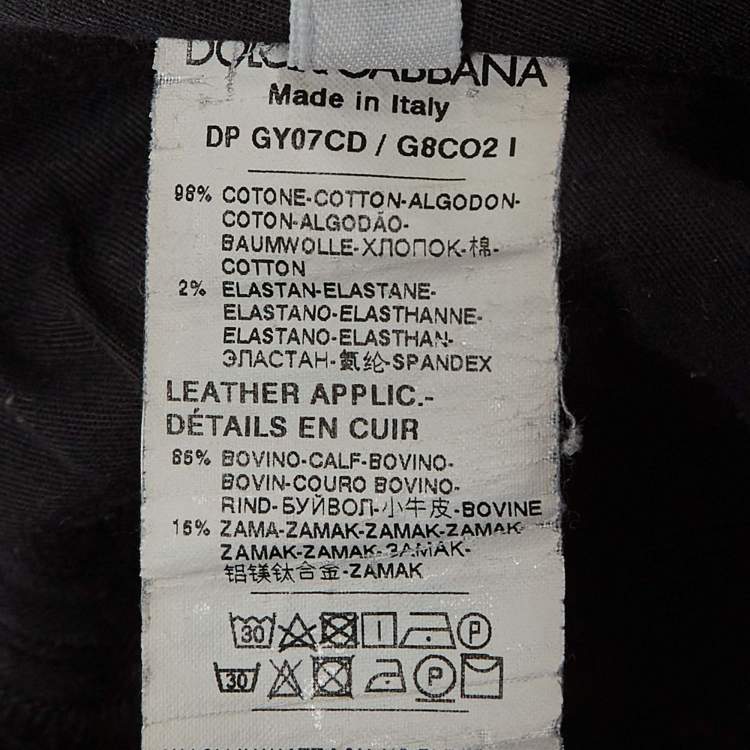 DOLCE & GABBANA
Made in Italy
DP GY07CD / G8CO2 I
98% COTONE-COTTON-ALGODON-
COTON-ALGODÃO-
BAUMWOLLE-ХЛОПОК-棉-
COTTON
2% ELASTAN-ELASTANE-
ELASTANO-ELASTHANNE-
ELASTANO-ELASTHAN-
ЭЛАСТАН-氨纶-SPANDEX
LEATHER APPLIC.-
DÉTAILS EN CUIR
85% BOVINO-CALF-BOVINO-
BOVIN-COURO BOVINO-
RIND-БУЙВОЛ-小牛皮-BOVINE
15% ZAMA-ZAMAK-ZAMAK-ZAMAK-
ZAMAK-ZAMAK-ZAMAK-
铝镁钛合金-ZAMAK
30 P
30 P